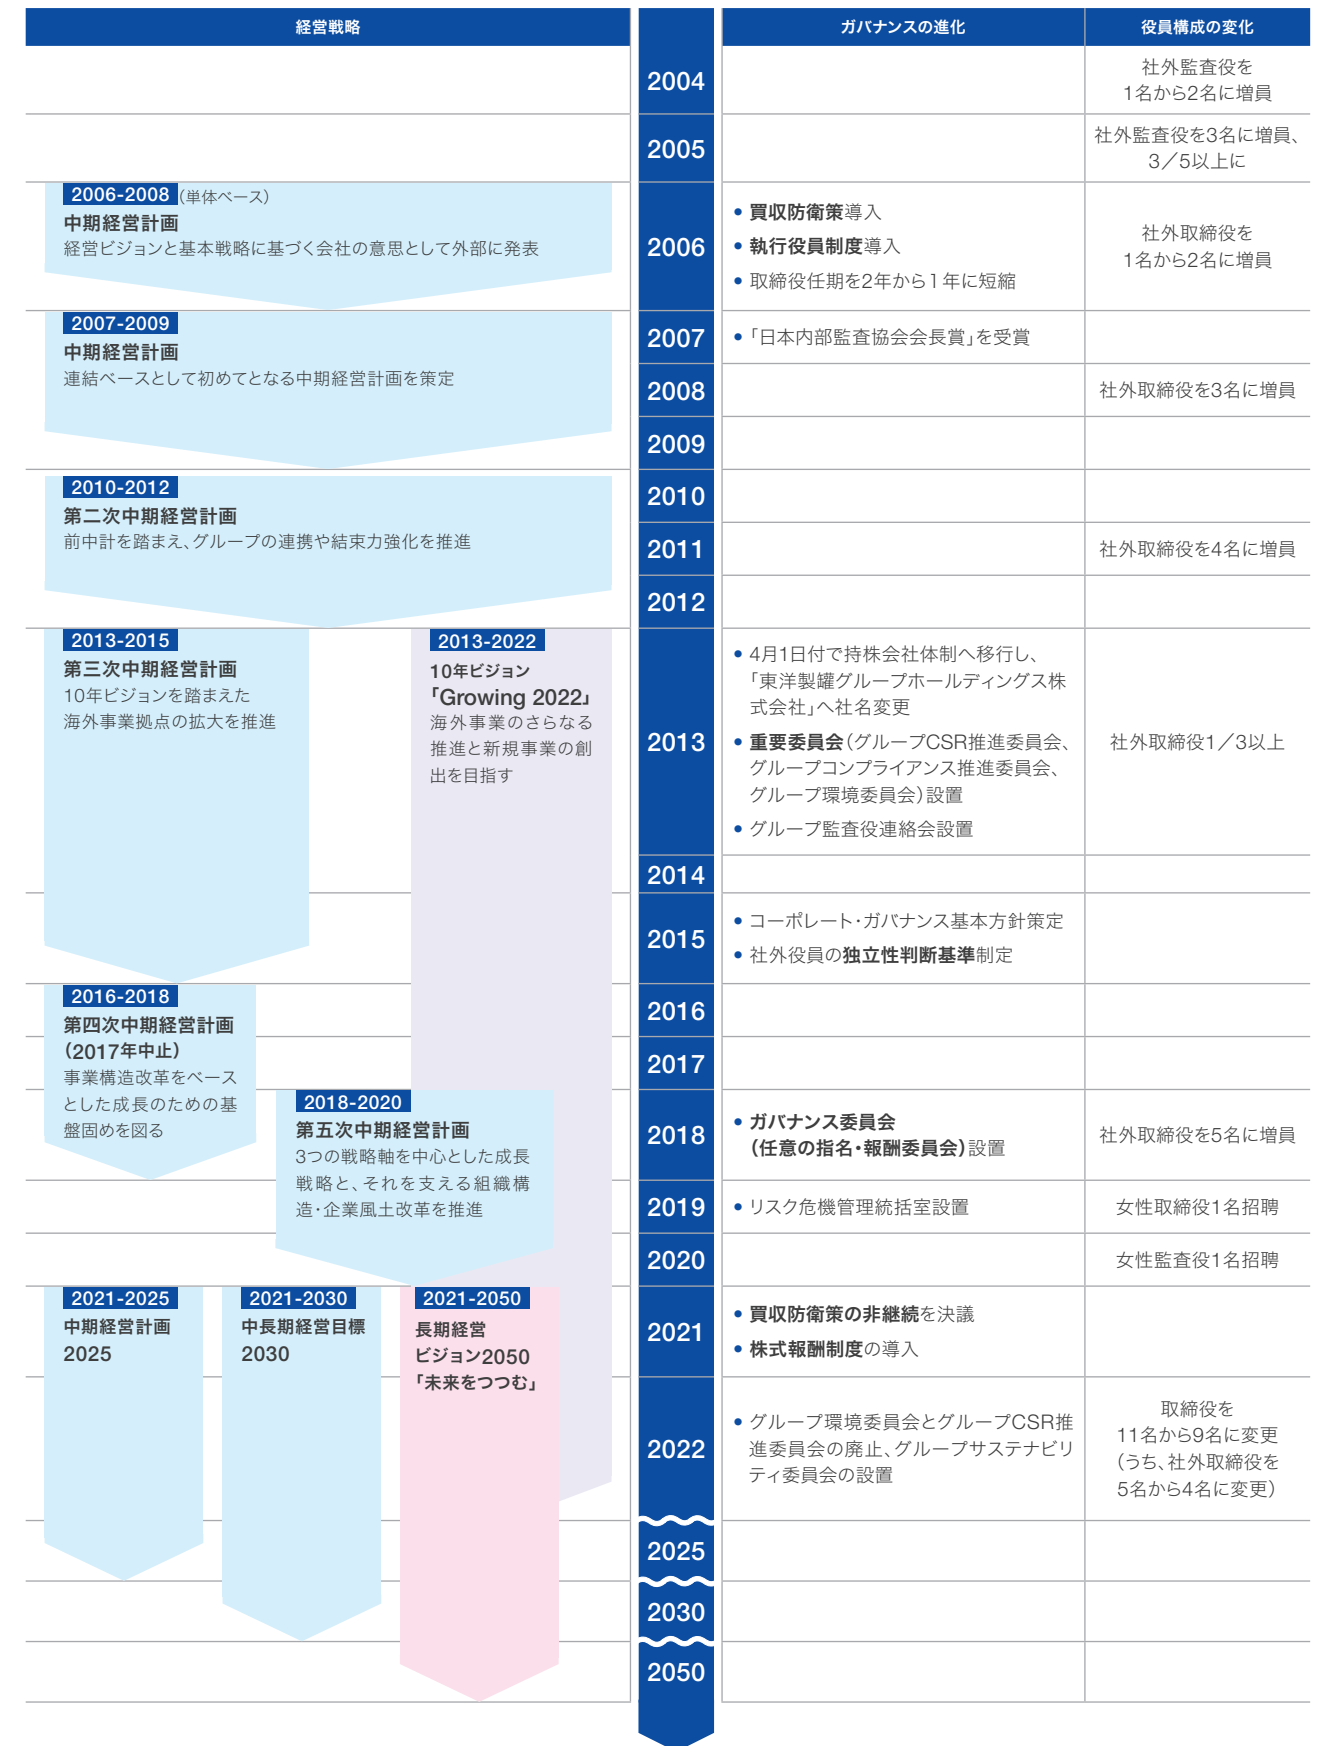 経営戦略
ガバナンスの進化
役員構成の変化
2004
社外監査役を
1名から2名に増員
2005
社外監査役を3名に増員、
3／5以上に
2006-2008（単体ベース）
中期経営計画
経営ビジョンと基本戦略に基づく会社の意思として外部に発表
2006
• 買収防衛策導入
• 執行役員制度導入
• 取締役任期を2年から1年に短縮
社外取締役を
1名から2名に増員
2007-2009
中期経営計画
連結ベースとして初めてとなる中期経営計画を策定
2007
• 「日本内部監査協会会長賞」を受賞
2008
社外取締役を3名に増員
2009
2010-2012
第二次中期経営計画
前中計を踏まえ、グループの連携や結束力強化を推進
2010
2011
社外取締役を4名に増員
2012
2013-2015
第三次中期経営計画
10年ビジョンを踏まえた
海外事業拠点の拡大を推進
2013-2022
10年ビジョン
「Growing 2022」
海外事業のさらなる
推進と新規事業の創
出を目指す
2013
• 4月1日付で持株会社体制へ移行し、
「東洋製罐グループホールディングス株
式会社」へ社名変更
• 重要委員会（グループCSR推進委員会、
グループコンプライアンス推進委員会、
グループ環境委員会）設置
• グループ監査役連絡会設置
社外取締役1／3以上
2014
2015
• コーポレート・ガバナンス基本方針策定
• 社外役員の独立性判断基準制定
2016-2018
第四次中期経営計画
（2017年中止）
事業構造改革をベース
とした成長のための基
盤固めを図る
2016
2017
2018-2020
第五次中期経営計画
3つの戦略軸を中心とした成長
戦略と、それを支える組織構
造・企業風土改革を推進
2018
• ガバナンス委員会
（任意の指名・報酬委員会）設置
社外取締役を5名に増員
2019
• リスク危機管理統括室設置
女性取締役1名招聘
2020
女性監査役1名招聘
2021-2025
中期経営計画
2025
2021-2030
中長期経営目標
2030
2021-2050
長期経営
ビジョン2050
「未来をつつむ」
2021
• 買収防衛策の非継続を決議
• 株式報酬制度の導入
2022
• グループ環境委員会とグループCSR推
進委員会の廃止、グループサステナビリ
ティ委員会の設置
取締役を
11名から9名に変更
（うち、社外取締役を
5名から4名に変更）
2025
2030
2050